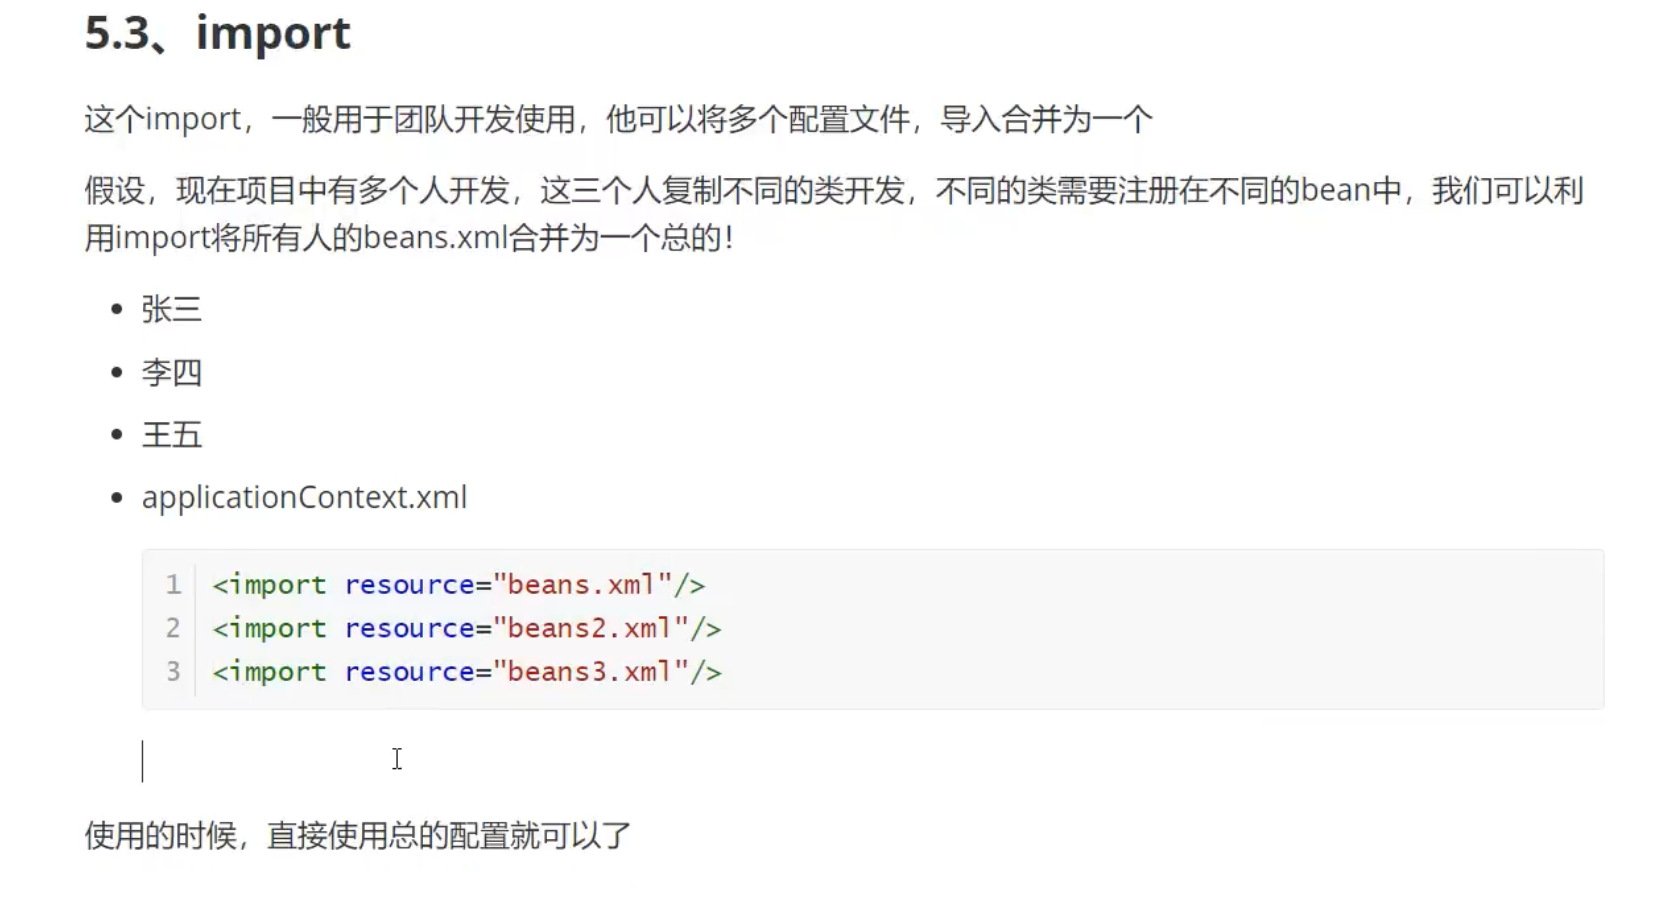 5.3、import
这个import，一般用于团队开发使用，他可以将多个配置文件，导入合并为一个
假设，现在项目中有多个人开发，这三个人复制不同的类开发，不同的类需要注册在不同的bean中，我们可以利
用import将所有人的beans.xml合并为一个总的！
• 张三
• 李四
• 王五
• applicationContext.xml
1 <import resource="beans.xml"/>
2 <import resource="beans2.xml"/>
3 <import resource="beans3.xml"/>
使用的时候，直接使用总的配置就可以了